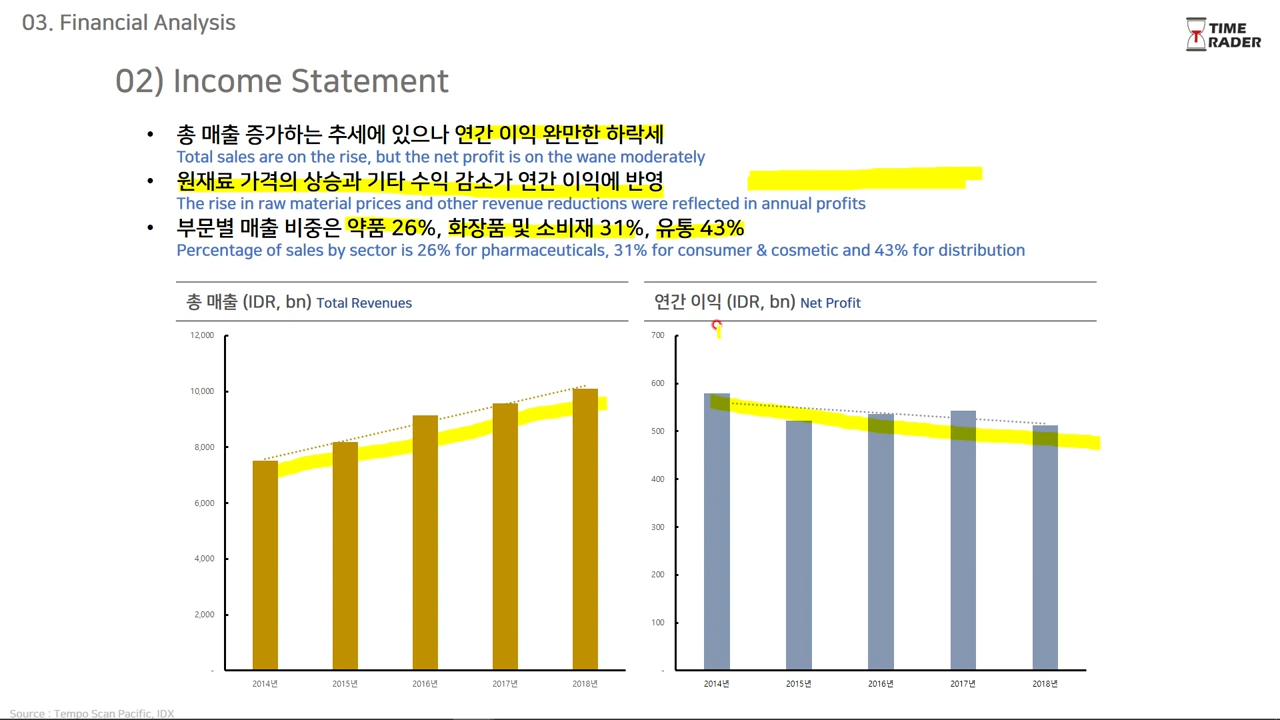 03. Financial Analysis
TIME
RADER
02) Income Statement
• 총 매출 증가하는 추세에 있으나 연간 이익 완만한 하락세
Total sales are on the rise, but the net profit is on the wane moderately
• 원재료 가격의 상승과 기타 수익 감소가 연간 이익에 반영
The rise in raw material prices and other revenue reductions were reflected in annual profits
• 부문별 매출 비중은 약품 26%, 화장품 및 소비재 31%, 유통 43%
Percentage of sales by sector is 26% for pharmaceuticals, 31% for consumer & cosmetic and 43% for distribution
총 매출 (IDR, bn) Total Revenues
12,000
10,000
8,000
6,000
4,000
2,000
-
2014년 2015년 2016년 2017년 2018년
연간 이익 (IDR, bn) Net Profit
700
600
500
400
300
200
100
-
2014년 2015년 2016년 2017년 2018년
Source : Tempo Scan Pacific, IDX